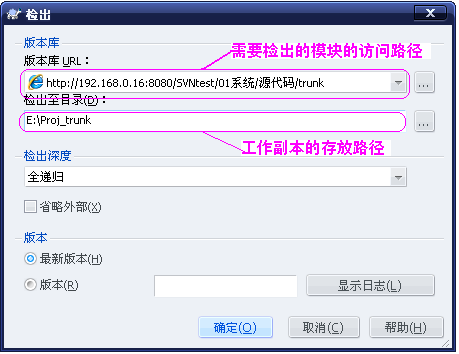 检出
版本库
版本库 URL：
需要检出的模块的访问路径
http://192.168.0.16:8080/SVNtest/01系统/源代码/trunk
...
检出至目录(D)：
E:\Proj_trunk
...
工作副本的存放路径
检出深度
全递归
省略外部(X)
版本
最新版本(H)
版本(R)
显示日志(L)
确定(O)
取消(C)
帮助(H)